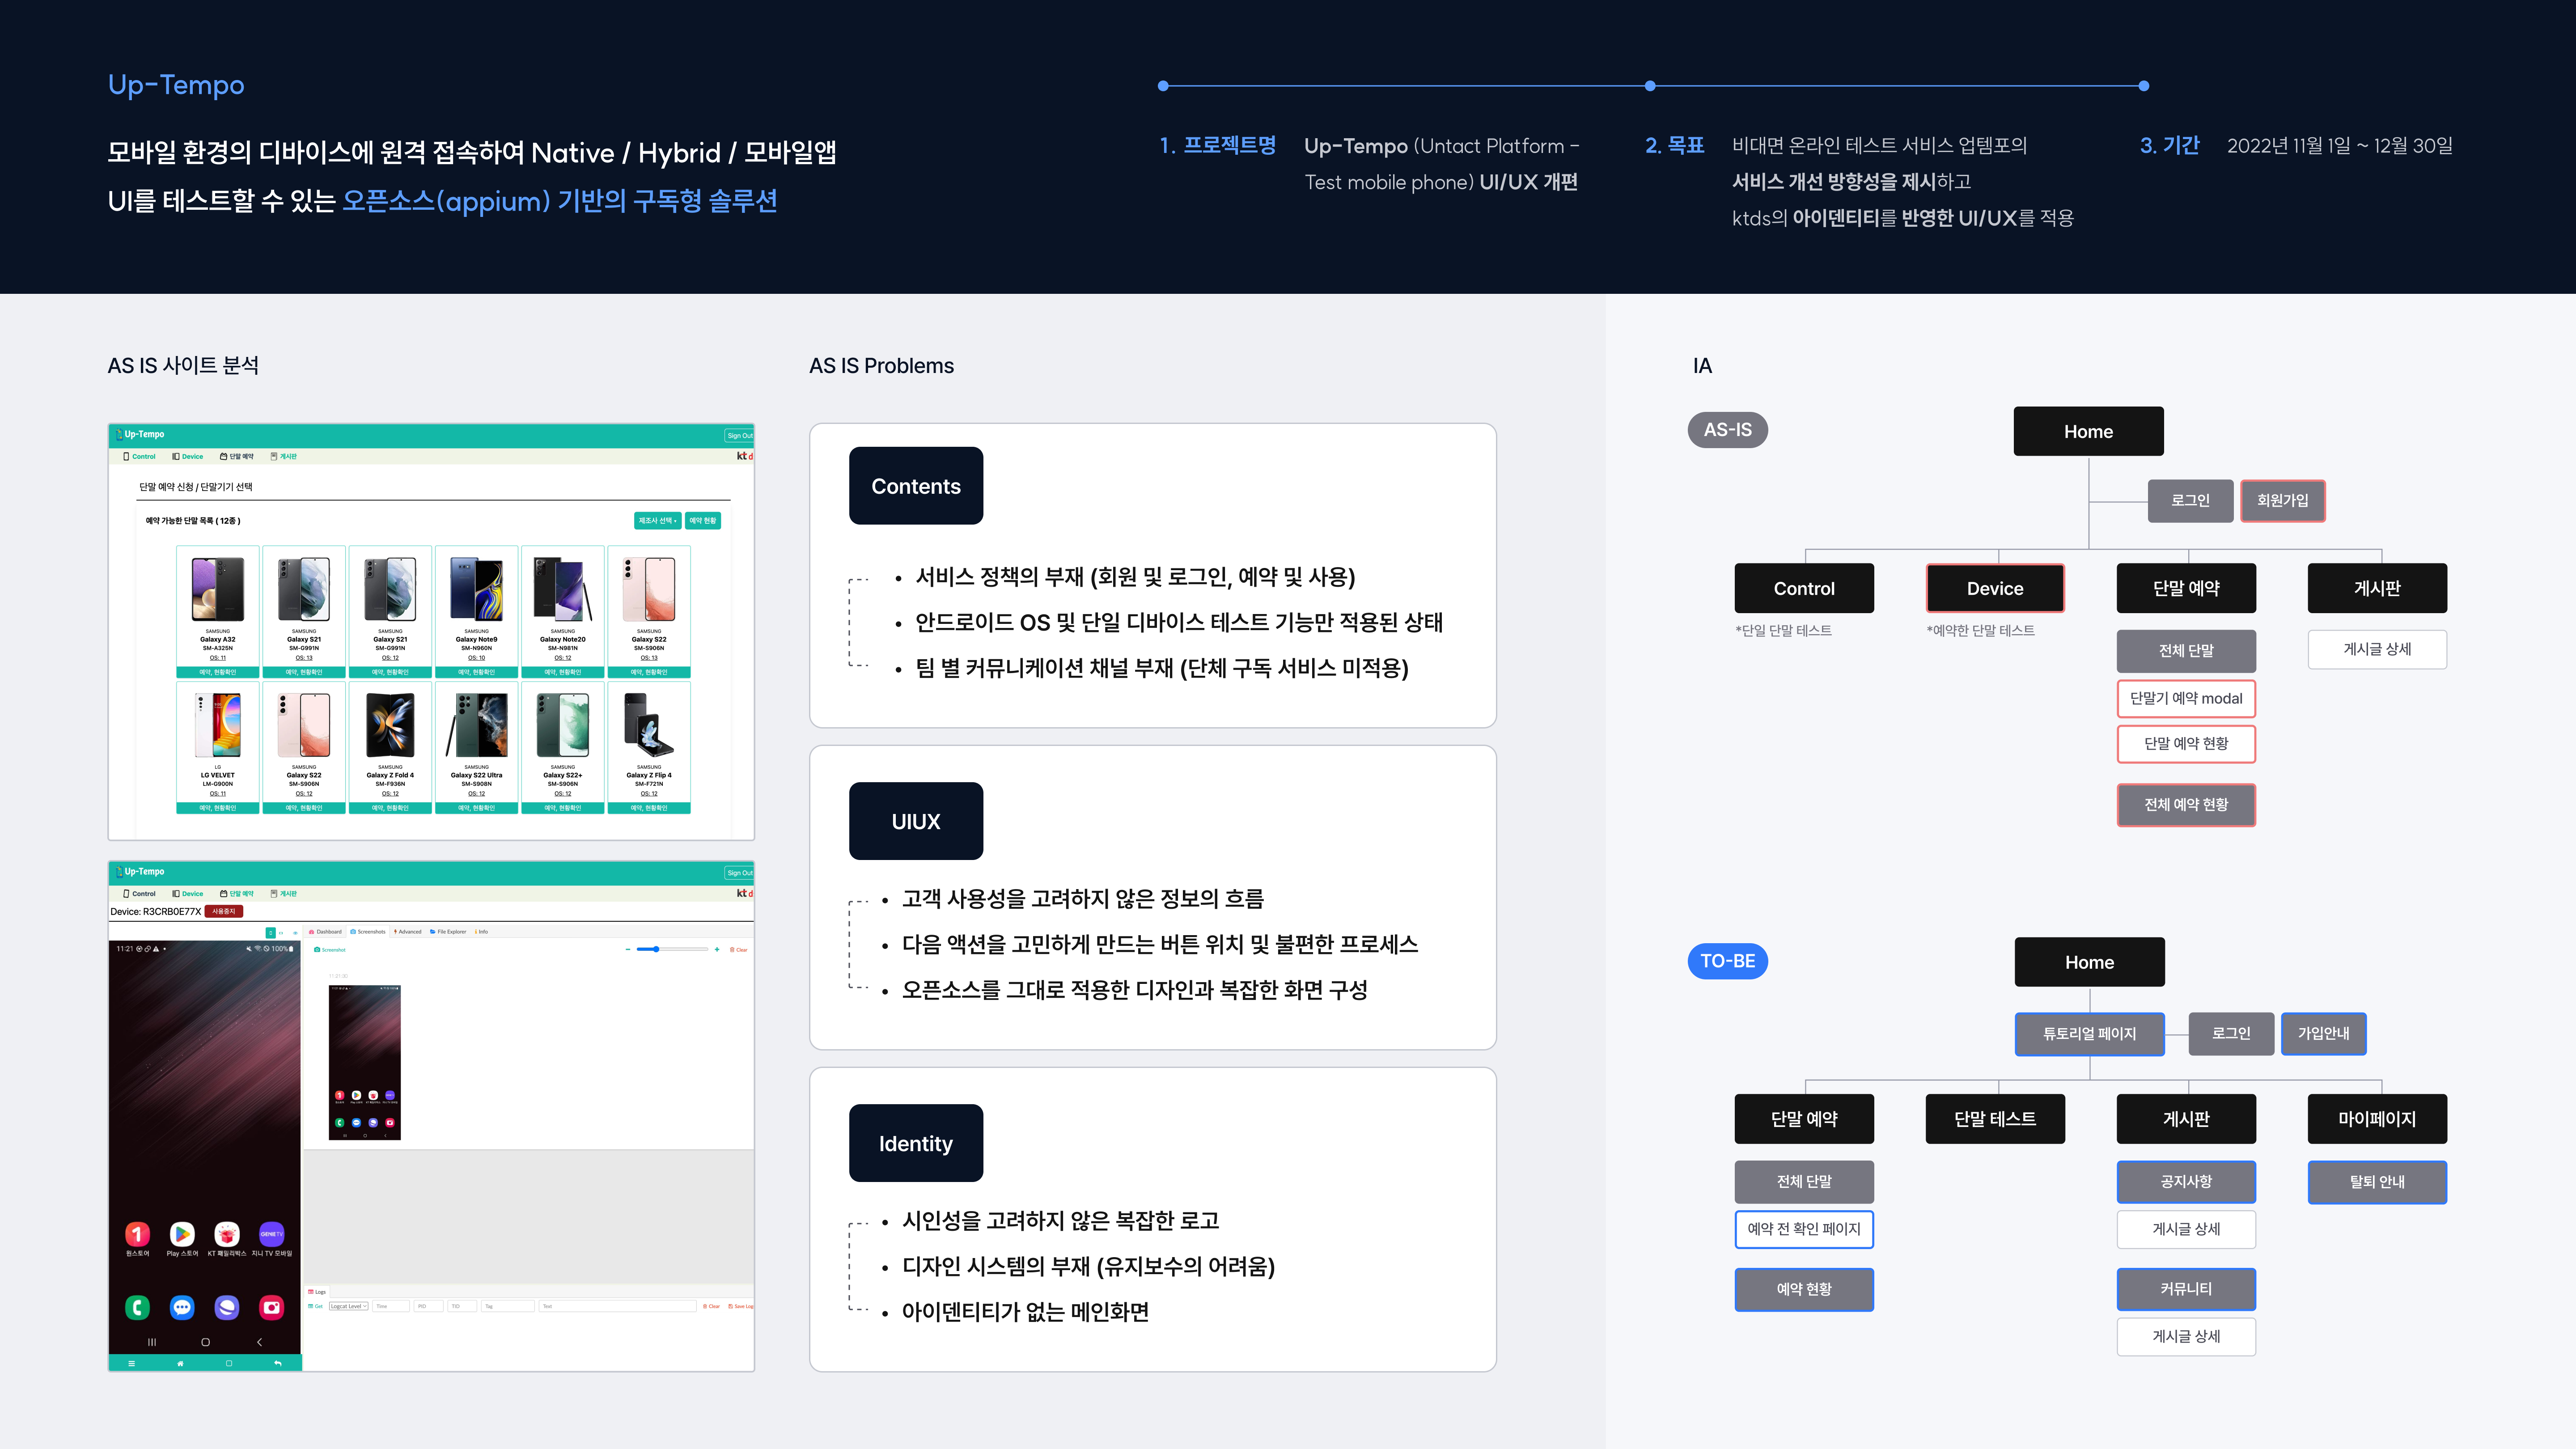 Up-Tempo
모바일 환경의 디바이스에 원격 접속하여 Native / Hybrid / 모바일앱
UI를 테스트할 수 있는 오픈소스(appium) 기반의 구독형 솔루션
1. 프로젝트명
Up-Tempo (Untact Platform -
Test mobile phone) UI/UX 개편
2. 목표
비대면 온라인 테스트 서비스 업템포의
서비스 개선 방향성을 제시하고
ktds의 아이덴티티를 반영한 UI/UX를 적용
3. 기간
2022년 11월 1일 ~ 12월 30일
AS IS 사이트 분석
Up-Tempo
Sign Out
Control
Device
단말 예약
게시판
kt d
단말 예약 신청 / 단말기기 선택
예약 가능한 단말 목록 ( 12종 )
제조사 선택
예약 현황
SAMSUNG
Galaxy A32
SM-A325N
OS: 11
예약, 현황확인
SAMSUNG
Galaxy S21
SM-G991N
OS: 13
예약, 현황확인
SAMSUNG
Galaxy S21
SM-G991N
OS: 12
예약, 현황확인
SAMSUNG
Galaxy Note9
SM-N960N
OS: 10
예약, 현황확인
SAMSUNG
Galaxy Note20
SM-N981N
OS: 12
예약, 현황확인
SAMSUNG
Galaxy S22
SM-S906N
OS: 13
예약, 현황확인
LG
LG VELVET
LM-G900N
OS: 11
예약, 현황확인
SAMSUNG
Galaxy S22
SM-S906N
OS: 12
예약, 현황확인
SAMSUNG
Galaxy Z Fold 4
SM-F936N
OS: 12
예약, 현황확인
SAMSUNG
Galaxy S22 Ultra
SM-S908N
OS: 12
예약, 현황확인
SAMSUNG
Galaxy S22+
SM-S906N
OS: 12
예약, 현황확인
SAMSUNG
Galaxy Z Flip 4
SM-F721N
OS: 12
예약, 현황확인
Up-Tempo
Sign Out
Control
Device
단말 예약
게시판
kt d
Device: R3CRB0E77X
사용중지
Dashboard
Screenshots
Advanced
File Explorer
Info
Screenshot
Clear
11:21
100%
원스토어
Play 스토어
KT 패밀리박스
GENIE TV
지니 TV 모바일
Logs
Get
Logcat Level
Time
PID
TID
Tag
Text
Clear
Save Log
AS IS Problems
Contents
• 서비스 정책의 부재 (회원 및 로그인, 예약 및 사용)
• 안드로이드 OS 및 단일 디바이스 테스트 기능만 적용된 상태
• 팀 별 커뮤니케이션 채널 부재 (단체 구독 서비스 미적용)
UIUX
• 고객 사용성을 고려하지 않은 정보의 흐름
• 다음 액션을 고민하게 만드는 버튼 위치 및 불편한 프로세스
• 오픈소스를 그대로 적용한 디자인과 복잡한 화면 구성
Identity
• 시인성을 고려하지 않은 복잡한 로고
• 디자인 시스템의 부재 (유지보수의 어려움)
• 아이덴티티가 없는 메인화면
IA
AS-IS
Home
로그인
회원가입
Control
*단일 단말 테스트
Device
*예약한 단말 테스트
단말 예약
전체 단말
단말기 예약 modal
단말 예약 현황
전체 예약 현황
게시판
게시글 상세
TO-BE
Home
튜토리얼 페이지
로그인
가입안내
단말 예약
전체 단말
예약 전 확인 페이지
예약 현황
단말 테스트
게시판
공지사항
게시글 상세
커뮤니티
게시글 상세
마이페이지
탈퇴 안내